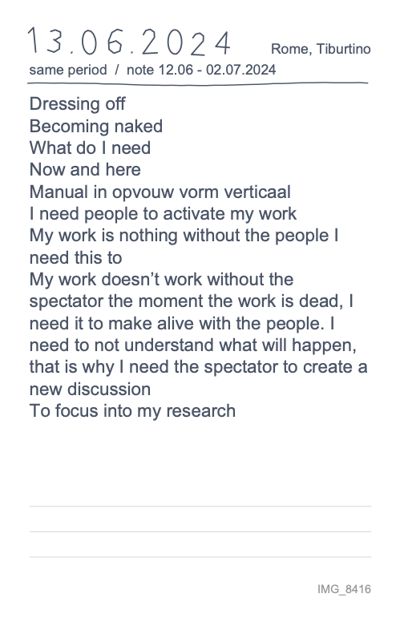 13.06.2024
Rome, Tiburtino
same period / note 12.06 - 02.07.2024
Dressing off
Becoming naked
What do I need
Now and here
Manual in opvouw vorm verticaal
I need people to activate my work
My work is nothing without the people I
need this to
My work doesn’t work without the
spectator the moment the work is dead, I
need it to make alive with the people. I
need to not understand what will happen,
that is why I need the spectator to create a
new discussion
To focus into my research
IMG_8416